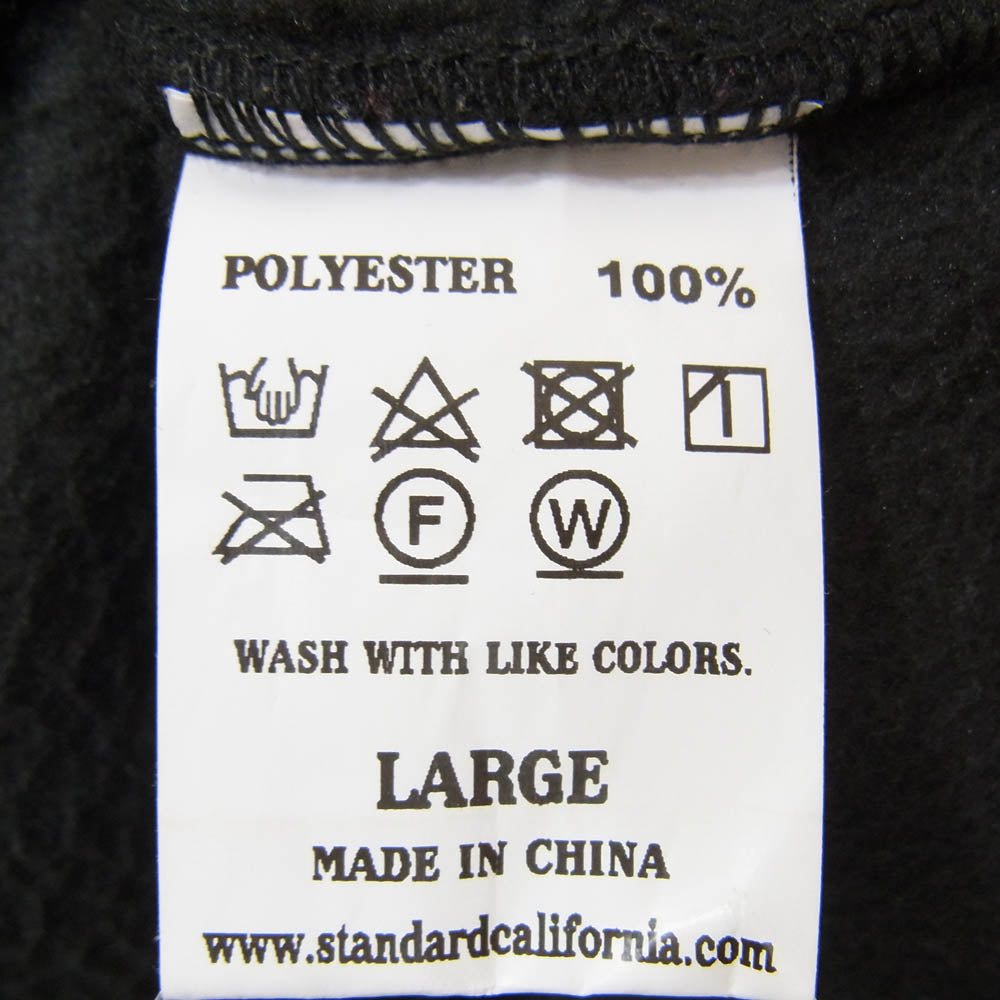 POLYESTER 100%
F W
WASH WITH LIKE COLORS.
LARGE
MADE IN CHINA
www.standardcalifornia.com